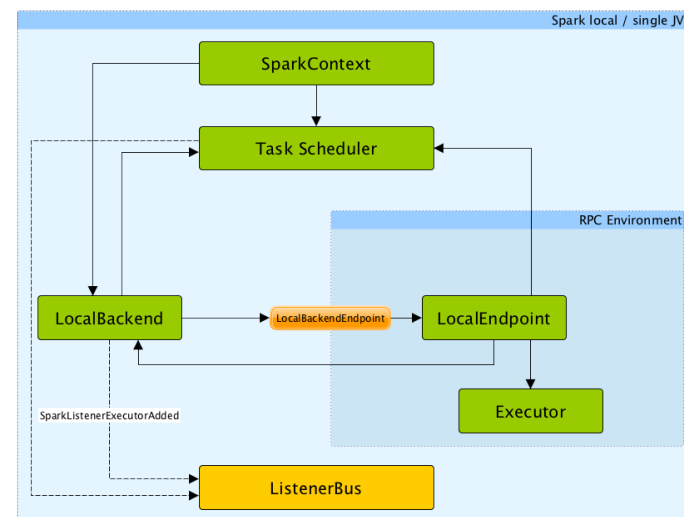 Spark local / single JV
SparkContext
Task Scheduler
RPC Environment
LocalBackend
LocalBackendEndpoint
LocalEndpoint
Executor
SparkListenerExecutorAdded
ListenerBus